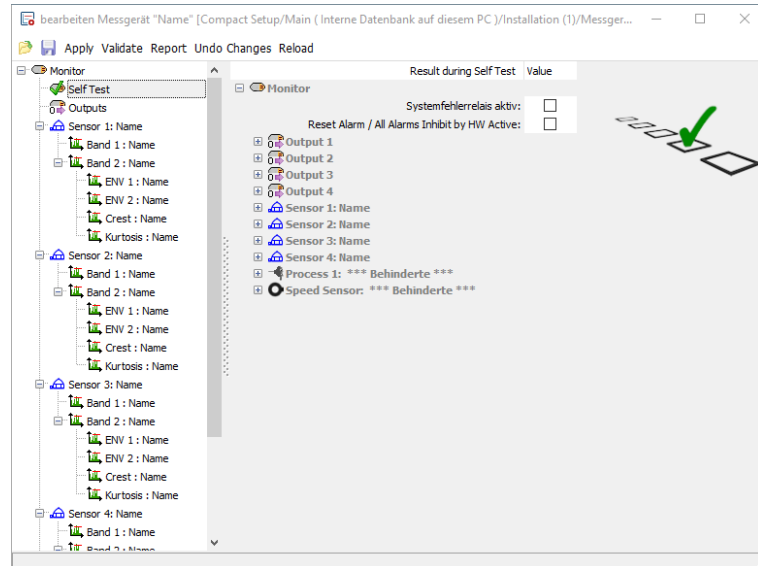 bearbeiten Messgerät "Name" [Compact Setup/Main ( Interne Datenbank auf diesem PC )/Installation (1)/Messger...
Apply Validate Report Undo Changes Reload
Monitor
Self Test
Outputs
Sensor 1: Name
Band 1 : Name
Band 2 : Name
ENV 1 : Name
ENV 2 : Name
Crest : Name
Kurtosis : Name
Sensor 2: Name
Band 1 : Name
Band 2 : Name
ENV 1 : Name
ENV 2 : Name
Crest : Name
Kurtosis : Name
Sensor 3: Name
Band 1 : Name
Band 2 : Name
ENV 1 : Name
ENV 2 : Name
Crest : Name
Kurtosis : Name
Sensor 4: Name
Band 1 : Name
Band 2 : Name
Result during Self Test Value
Monitor
Systemfehlerrelais aktiv:
Reset Alarm / All Alarms Inhibit by HW Active:
Output 1
Output 2
Output 3
Output 4
Sensor 1: Name
Sensor 2: Name
Sensor 3: Name
Sensor 4: Name
Process 1: *** Behinderte ***
Speed Sensor: *** Behinderte ***